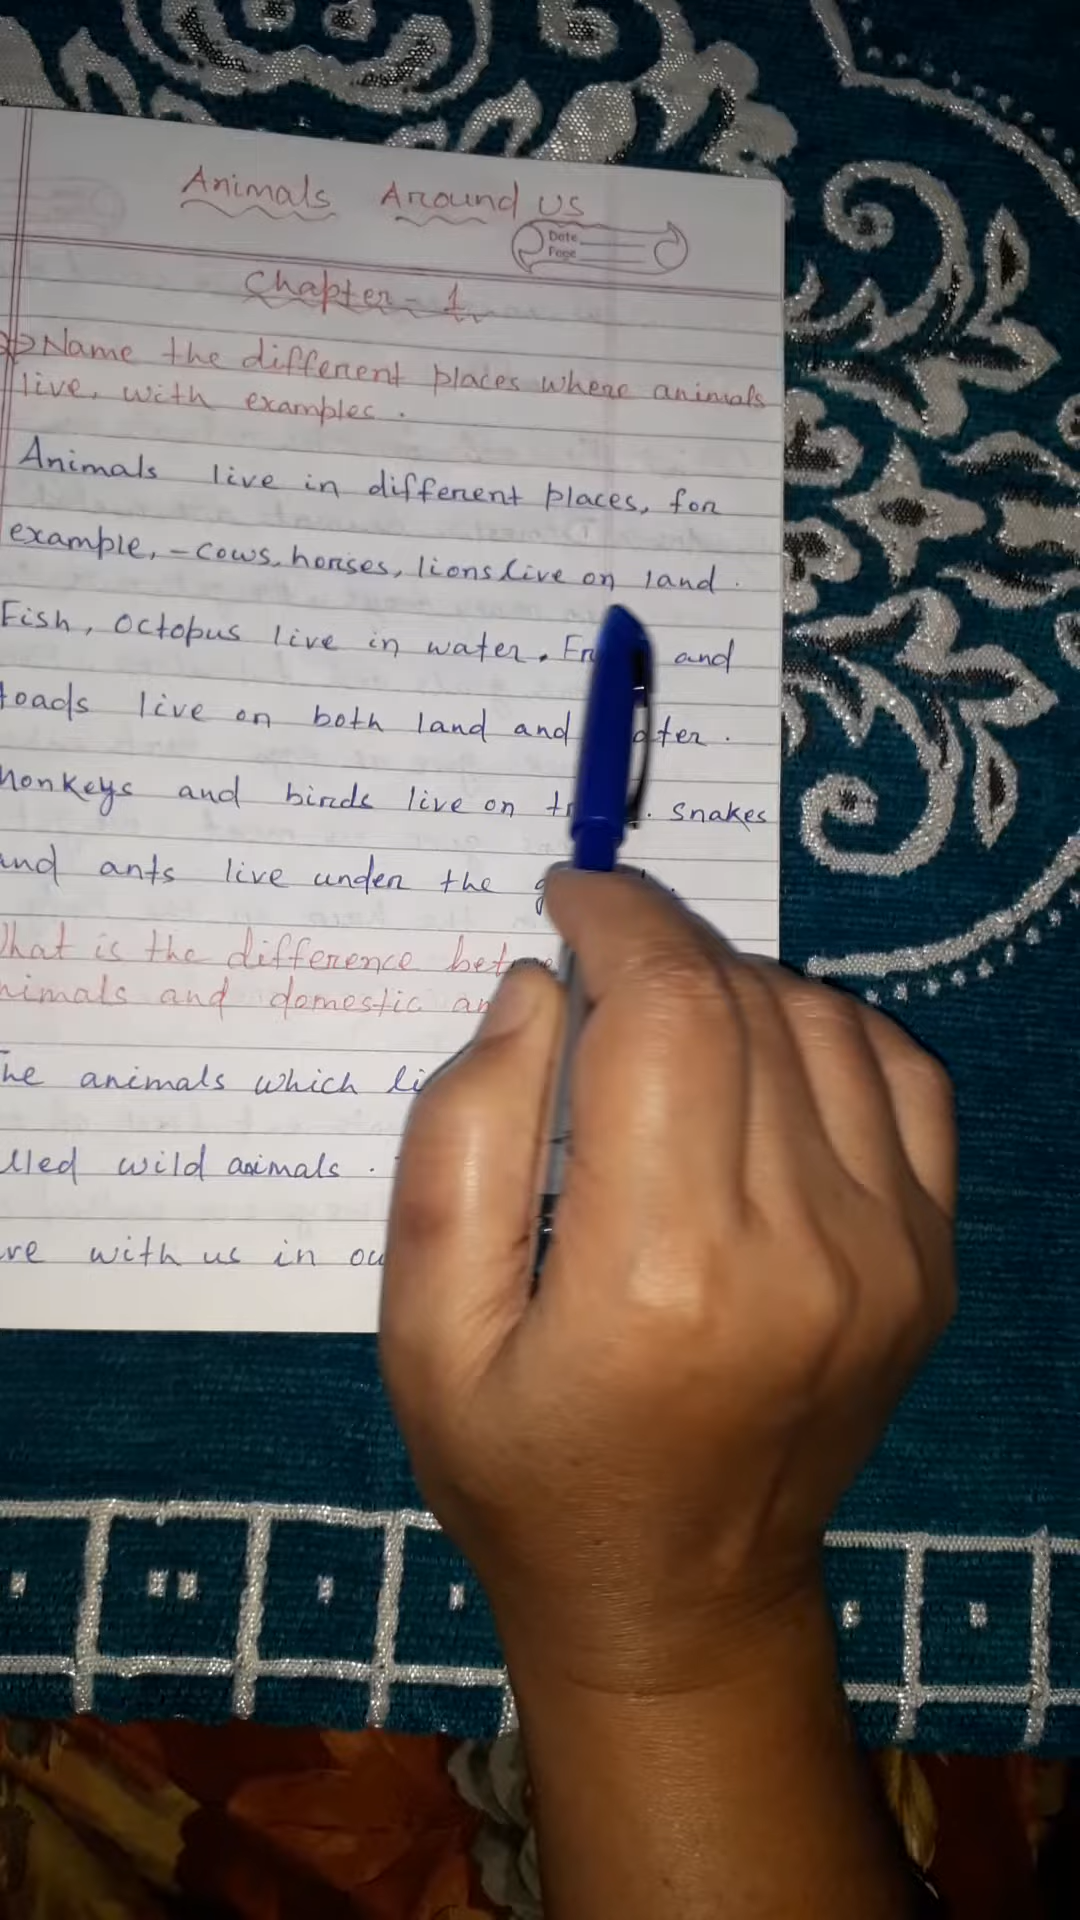 Animals Around us
Date
Page
Chapter - 1
Name the different places where animals
live, with examples.
Animals live in different places, for
example, - cows, horses, lions live on land.
Fish, octopus live in water. and
toads live on both land and
Monkeys and birds live on . snakes
and ants live under the
What is the difference
animals and domestic
The animals which
wild animals.
with us in